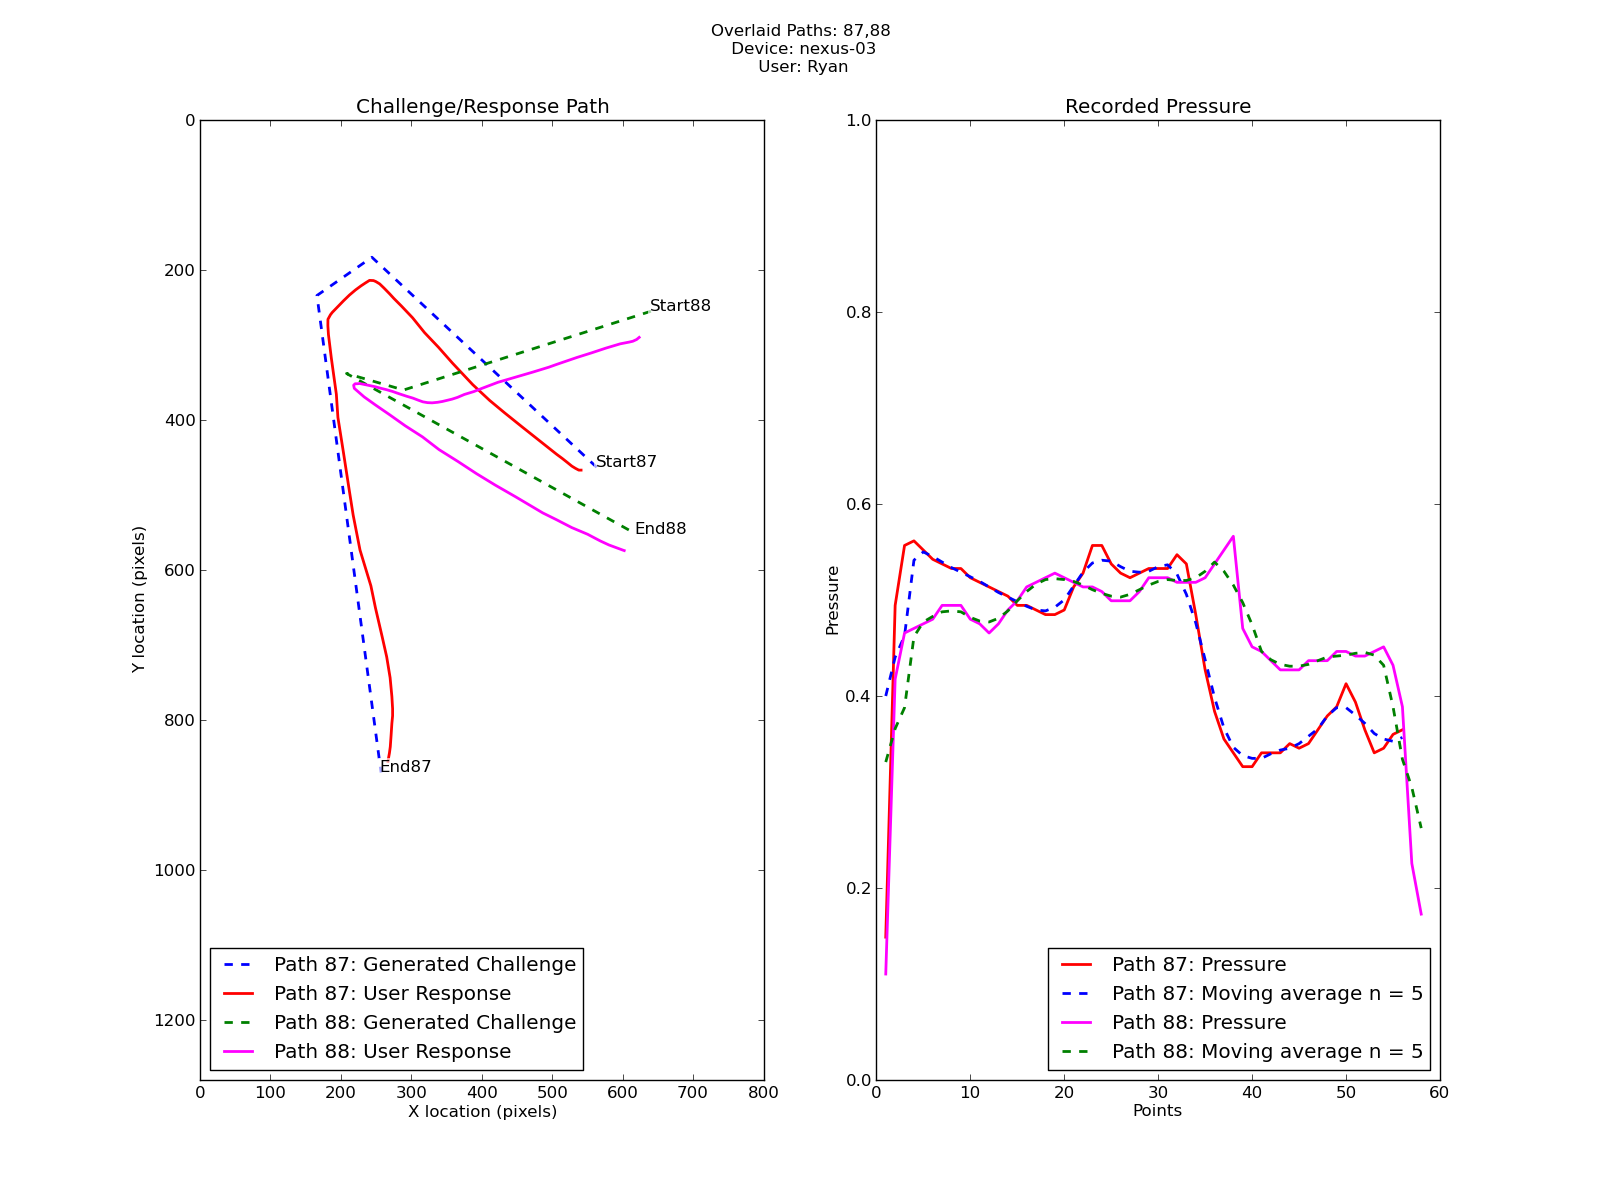 Overlaid Paths: 87,88
Device: nexus-03
User: Ryan
Challenge/Response Path
0
200
400
600
800
1000
1200
Y location (pixels)
Start88
Start87
End88
End87
Path 87: Generated Challenge
Path 87: User Response
Path 88: Generated Challenge
Path 88: User Response
0 100 200 300 400 500 600 700 800
X location (pixels)
Recorded Pressure
1.0
0.8
0.6
0.4
0.2
0.0
Pressure
Path 87: Pressure
Path 87: Moving average n = 5
Path 88: Pressure
Path 88: Moving average n = 5
0 10 20 30 40 50 60
Points